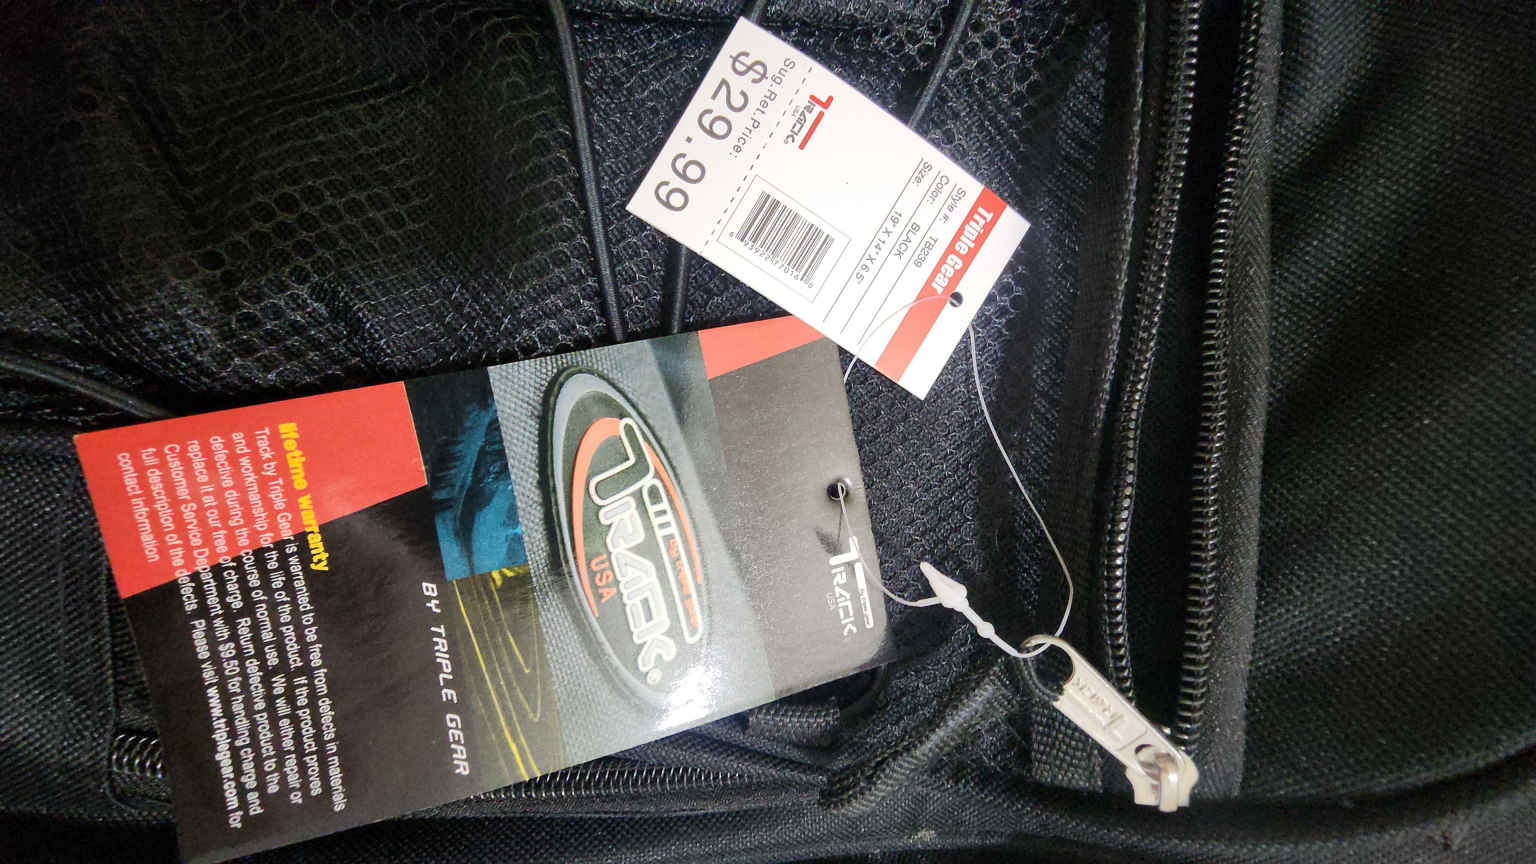 Triple Gear
Style #: TB239
Color: BLACK
Size: 19" X 14" X 6.5"
TRACK
USA
Sug.Ret.Price:
$29.99
TRACK
USA
TRACK
USA
BY TRIPLE GEAR
lifetime warranty
Track by Triple Gear is warranted to be free from defects in materials
and workmanship for the life of the product. If the product proves
defective during the course of normal use. We will either repair or
replace it at our free of charge. Return defective product to the
Customer Service Department with $9.50 for handling charge and
full description of the defects. Please visit www.triplegear.com for
contact information
TRACK